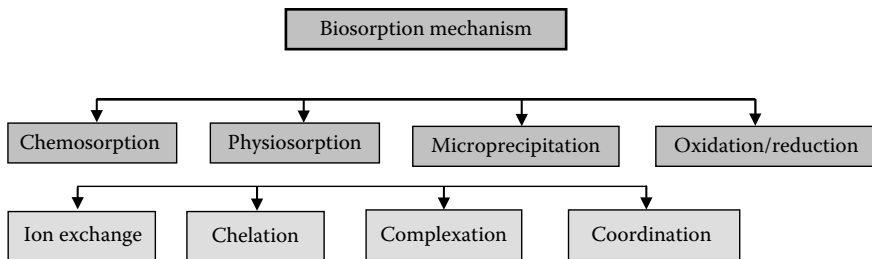 Biosorption mechanism
Chemosorption
Physiosorption
Microprecipitation
Oxidation/reduction
Ion exchange
Chelation
Complexation
Coordination